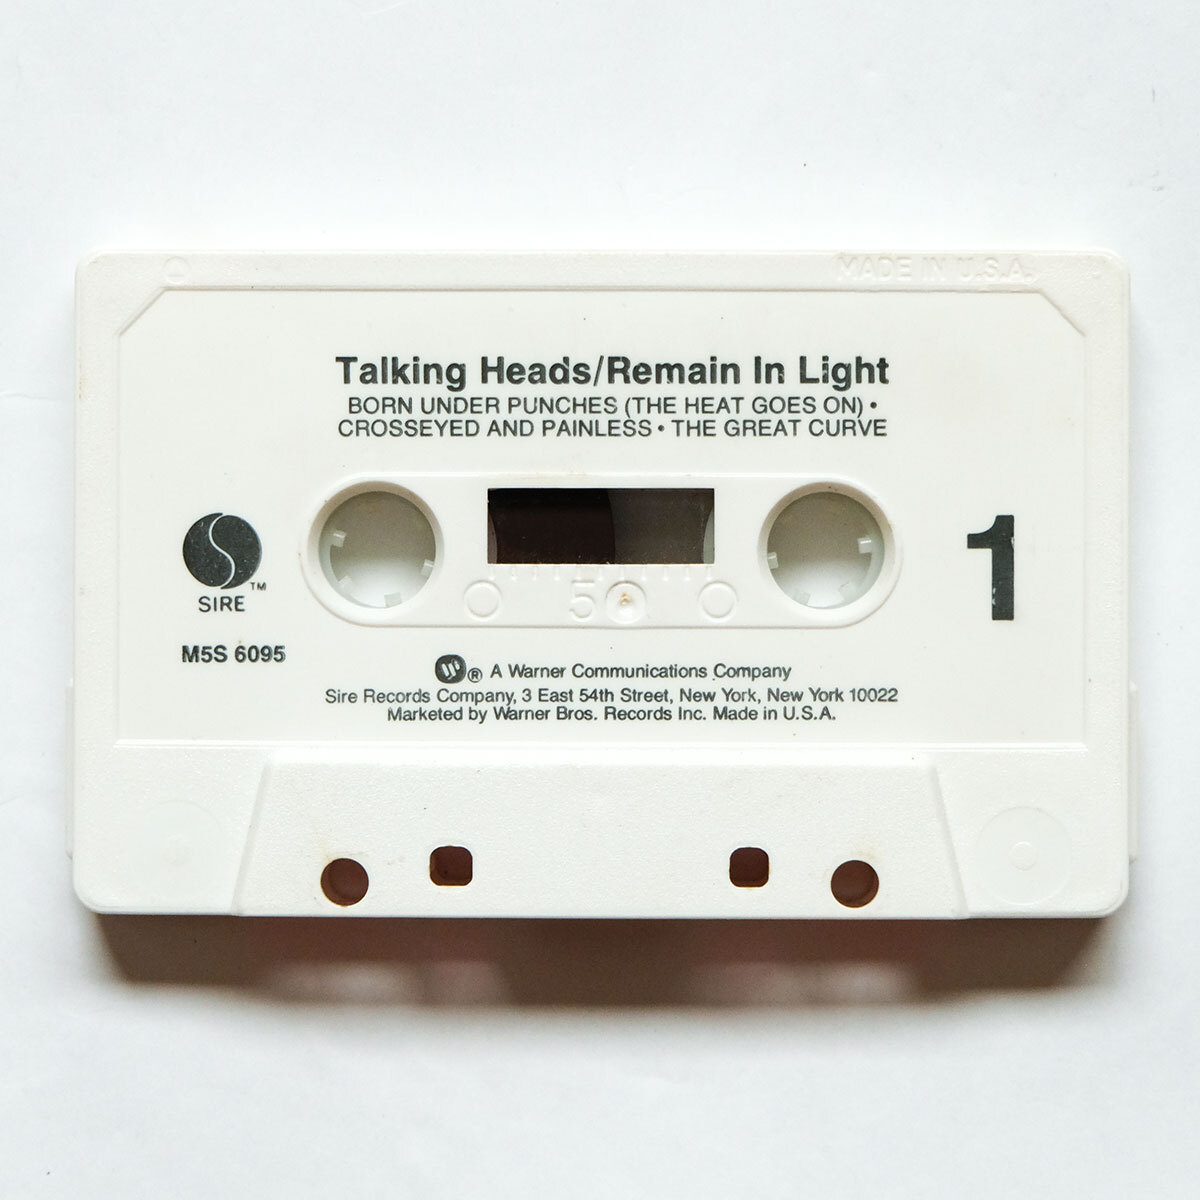 MADE IN U.S.A.
Talking Heads/Remain In Light
BORN UNDER PUNCHES (THE HEAT GOES ON) •
CROSSEYED AND PAINLESS • THE GREAT CURVE
1
5
SIRE™
M5S 6095
W® A Warner Communications Company
Sire Records Company, 3 East 54th Street, New York, New York 10022
Marketed by Warner Bros. Records Inc. Made in U.S.A.